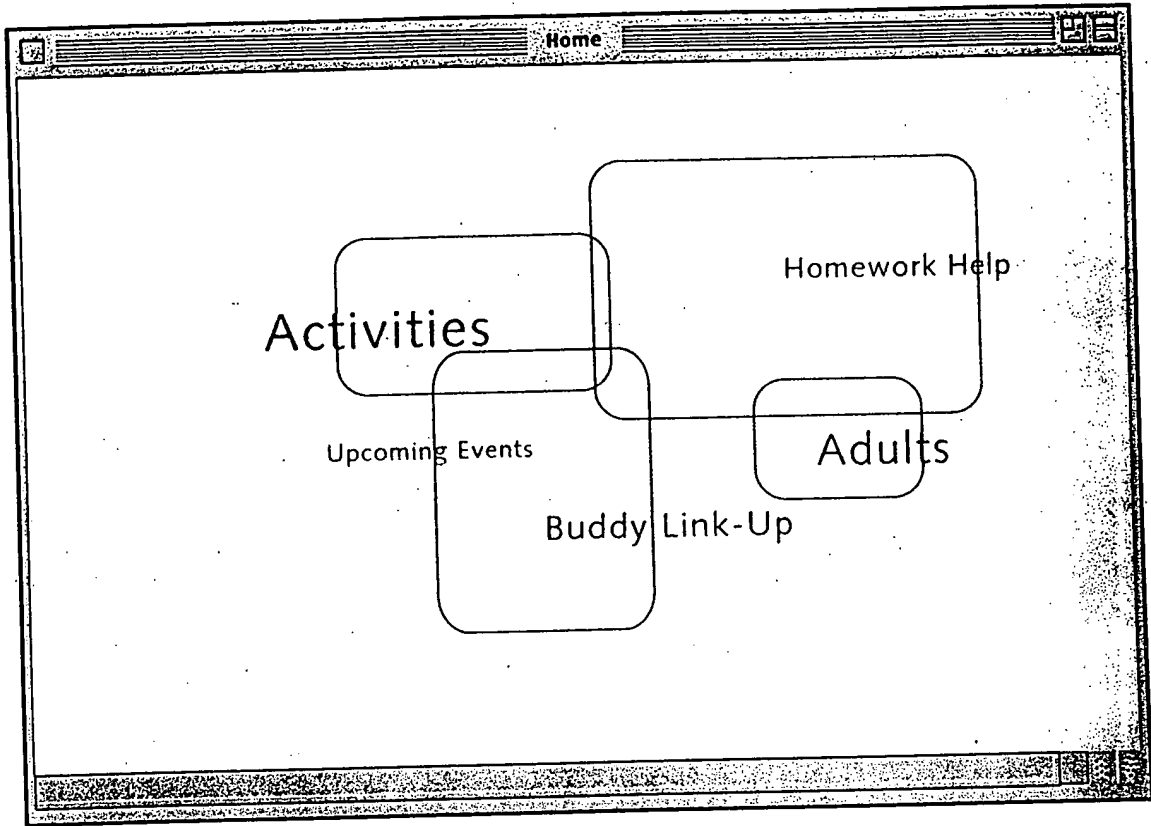 Home
Homework Help
Activities
Upcoming Events
Adults
Buddy Link-Up